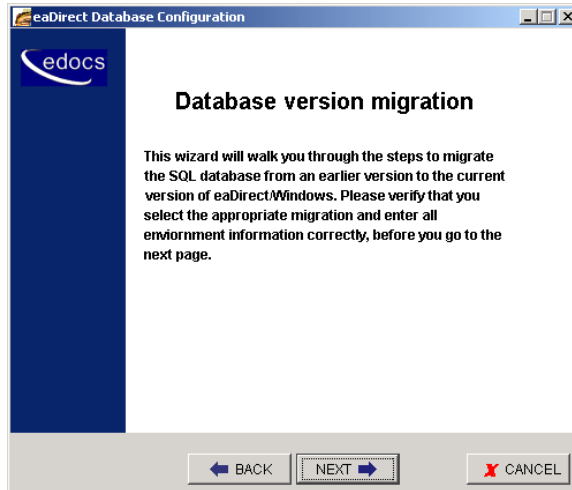 eaDirect Database Configuration
edocs
Database version migration
This wizard will walk you through the steps to migrate
the SQL database from an earlier version to the current
version of eaDirect/Windows. Please verify that you
select the appropriate migration and enter all
enviornment information correctly, before you go to the
next page.
BACK NEXT CANCEL